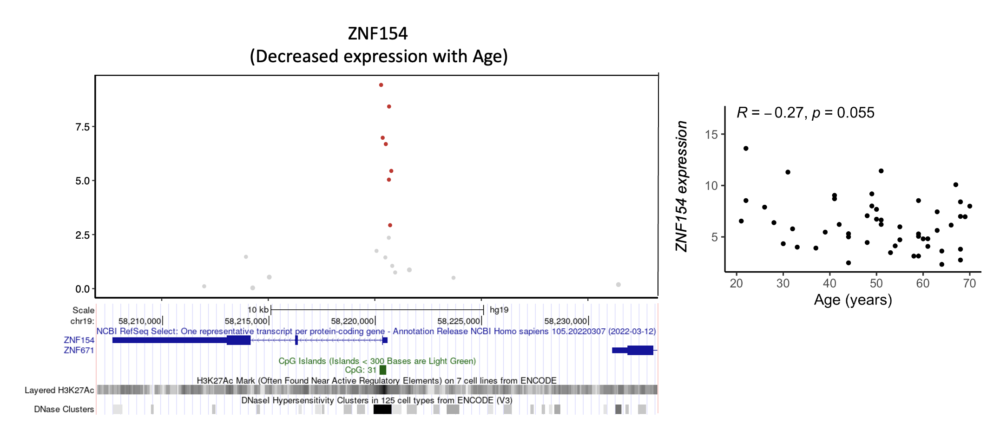 ZNF154
(Decreased expression with Age)
7.5
5.0
2.5
0.0
Scale 10 kb hg19
chr19: 58,210,000 58,215,000 58,220,000 58,225,000 58,230,000
NCBI RefSeq Select: One representative transcript per protein-coding gene - Annotation Release NCBI Homo sapiens 105.20220307 (2022-03-12)
ZNF154
ZNF671
CpG Islands (Islands < 300 Bases are Light Green)
CpG: 31
H3K27Ac Mark (Often Found Near Active Regulatory Elements) on 7 cell lines from ENCODE
Layered H3K27Ac
DNaseI Hypersensitivity Clusters in 125 cell types from ENCODE (V3)
DNase Clusters
R = −0.27, p = 0.055
ZNF154 expression
15
10
5
20 30 40 50 60 70
Age (years)